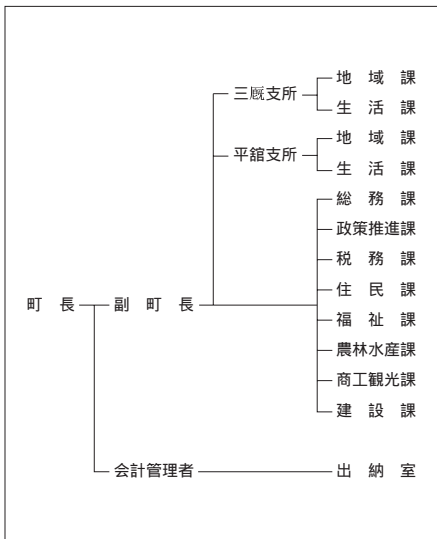 地域課
三厩支所
生活課
地域課
平舘支所
生活課
総務課
政策推進課
税務課
住民課
町長 副町長
福祉課
農林水産課
商工観光課
建設課
会計管理者 出納室